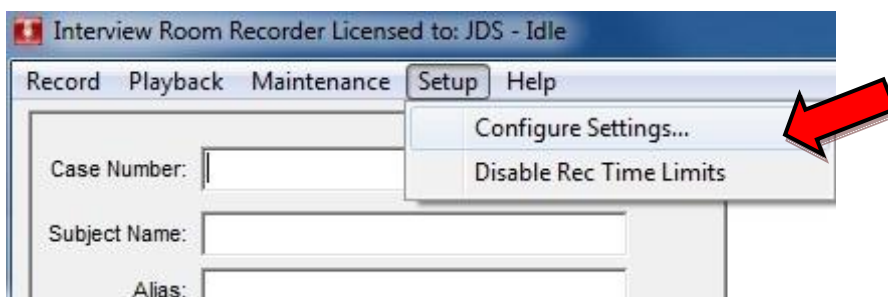 Interview Room Recorder Licensed to: JDS - Idle
Record Playback Maintenance Setup Help
Configure Settings...
Case Number:
Disable Rec Time Limits
Subject Name:
Alias: